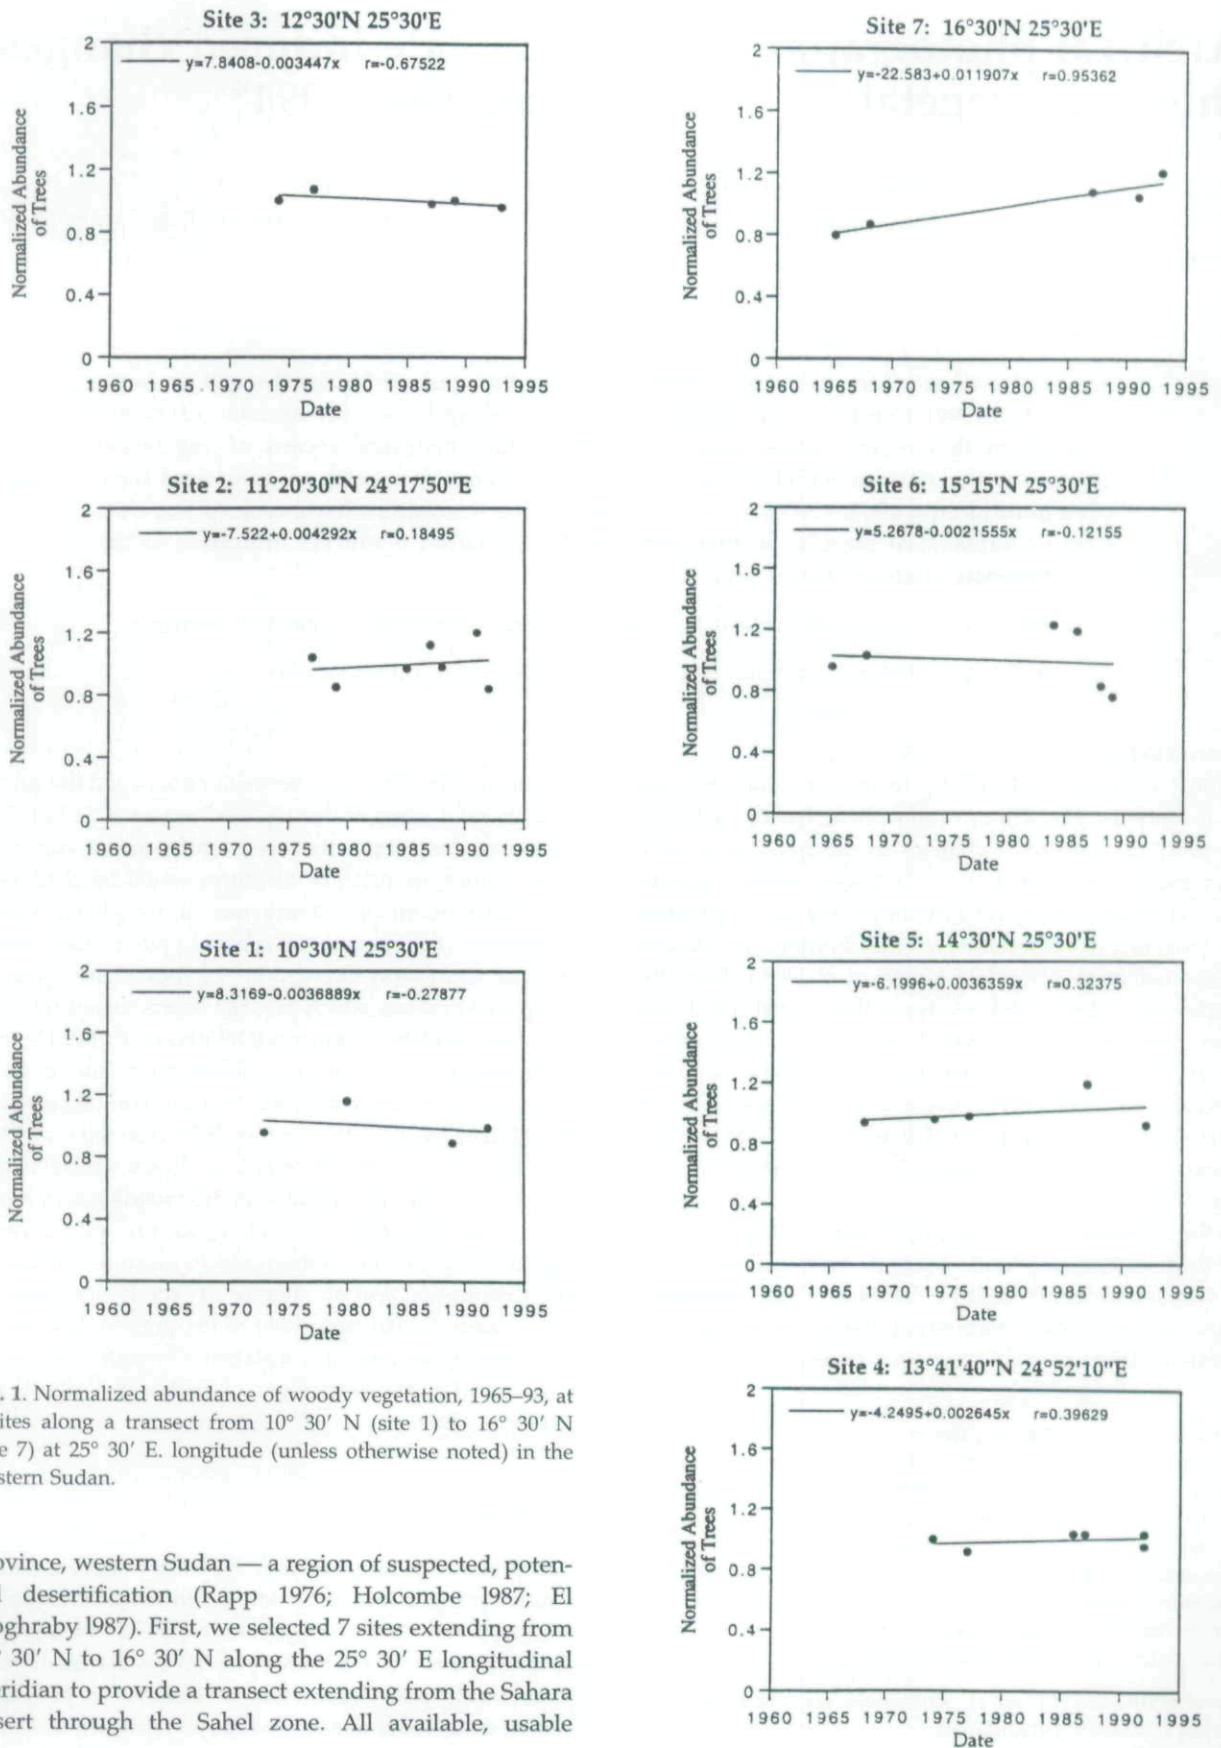 Site 3: 12°30'N 25°30'E
y=7.8408-0.003447x r=-0.67522
Normalized Abundance
of Trees
2
1.6
1.2
0.8
0.4
0
1960 1965 1970 1975 1980 1985 1990 1995
Date
Site 2: 11°20'30"N 24°17'50"E
y=-7.522+0.004292x r=0.18495
Normalized Abundance
of Trees
2
1.6
1.2
0.8
0.4
0
1960 1965 1970 1975 1980 1985 1990 1995
Date
Site 1: 10°30'N 25°30'E
y=8.3169-0.0036889x r=-0.27877
Normalized Abundance
of Trees
2
1.6
1.2
0.8
0.4
0
1960 1965 1970 1975 1980 1985 1990 1995
Date
. 1. Normalized abundance of woody vegetation, 1965–93, at
ites along a transect from 10° 30′ N (site 1) to 16° 30′ N
e 7) at 25° 30′ E. longitude (unless otherwise noted) in the
stern Sudan.
ovince, western Sudan — a region of suspected, poten-
l desertification (Rapp 1976; Holcombe l987; El
oghraby l987). First, we selected 7 sites extending from
° 30′ N to 16° 30′ N along the 25° 30′ E longitudinal
eridian to provide a transect extending from the Sahara
sert through the Sahel zone. All available, usable
Site 7: 16°30'N 25°30'E
y=-22.583+0.011907x r=0.95362
Normalized Abundance
of Trees
2
1.6
1.2
0.8
0.4
0
1960 1965 1970 1975 1980 1985 1990 1995
Date
Site 6: 15°15'N 25°30'E
y=5.2678-0.0021555x r=-0.12155
Normalized Abundance
of Trees
2
1.6
1.2
0.8
0.4
0
1960 1965 1970 1975 1980 1985 1990 1995
Date
Site 5: 14°30'N 25°30'E
y=-6.1996+0.0036359x r=0.32375
Normalized Abundance
of Trees
2
1.6
1.2
0.8
0.4
0
1960 1965 1970 1975 1980 1985 1990 1995
Date
Site 4: 13°41'40"N 24°52'10"E
y=-4.2495+0.002645x r=0.39629
Normalized Abundance
of Trees
2
1.6
1.2
0.8
0.4
0
1960 1965 1970 1975 1980 1985 1990 1995
Date